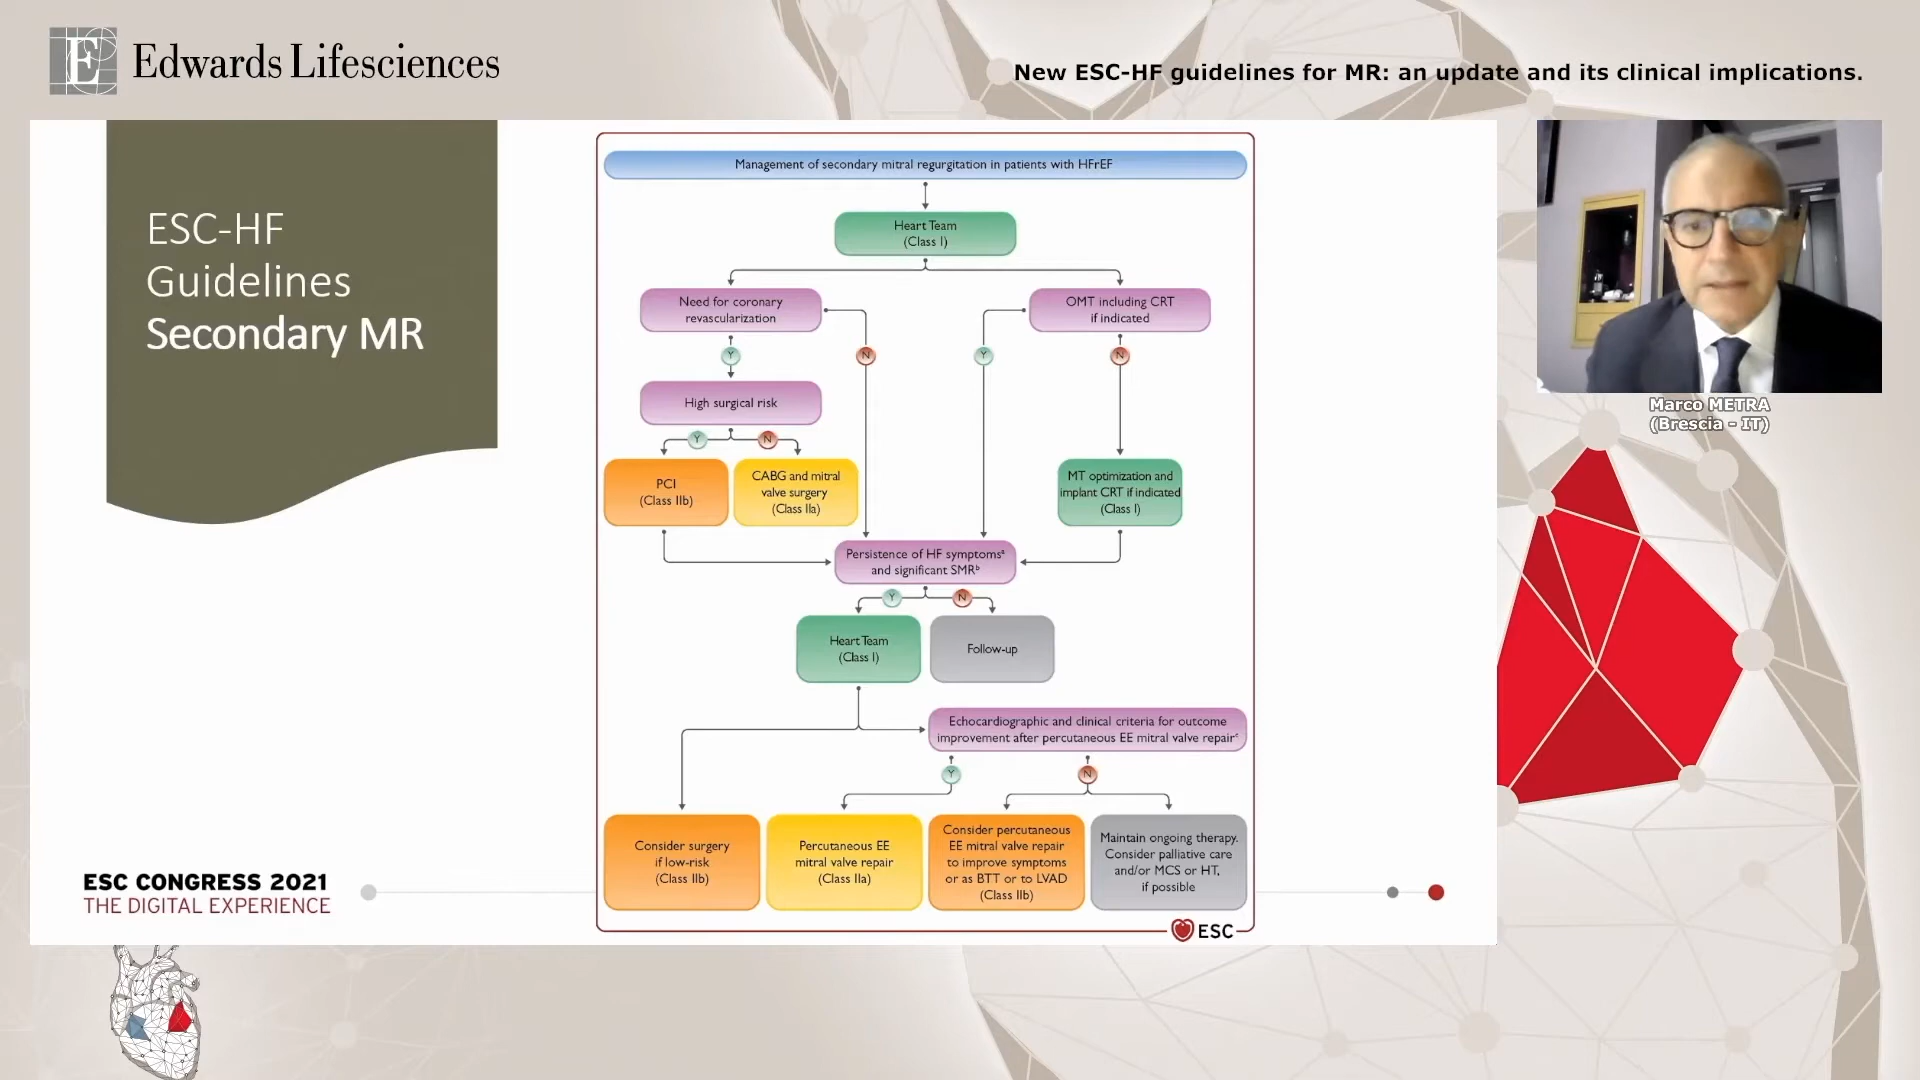 E Edwards Lifesciences
New ESC-HF guidelines for MR: an update and its clinical implications.
ESC-HF
Guidelines
Secondary MR
Management of secondary mitral regurgitation in patients with HFrEF
Heart Team
(Class I)
Need for coronary
revascularization
OMT including CRT
if indicated
Y
N
Y
N
High surgical risk
Y
N
PCI
(Class IIb)
CABG and mitral
valve surgery
(Class IIa)
MT optimization and
implant CRT if indicated
(Class I)
Persistence of HF symptomsᵃ
and significant SMRᵇ
Y
N
Heart Team
(Class I)
Follow-up
Echocardiographic and clinical criteria for outcome
improvement after percutaneous EE mitral valve repairᶜ
Y
N
Consider surgery
if low-risk
(Class IIb)
Percutaneous EE
mitral valve repair
(Class IIa)
Consider percutaneous
EE mitral valve repair
to improve symptoms
or as BTT or to LVAD
(Class IIb)
Maintain ongoing therapy.
Consider palliative care
and/or MCS or HT,
if possible
ESC
ESC CONGRESS 2021
THE DIGITAL EXPERIENCE
Marco METRA
(Brescia - IT)